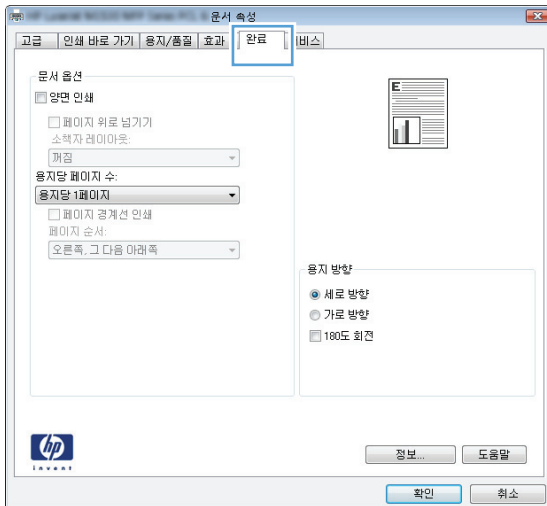 문서 속성
고급 인쇄 바로 가기 용지/품질 효과 완료 비스
문서 옵션
양면 인쇄
페이지 위로 넘기기
소책자 레이아웃:
꺼짐
용지당 페이지 수:
용지당 1페이지
페이지 경계선 인쇄
페이지 순서:
오른쪽, 그 다음 아래쪽
E
용지 방향
세로 방향
가로 방향
180도 회전
hp
invent
정보... 도움말
확인 취소